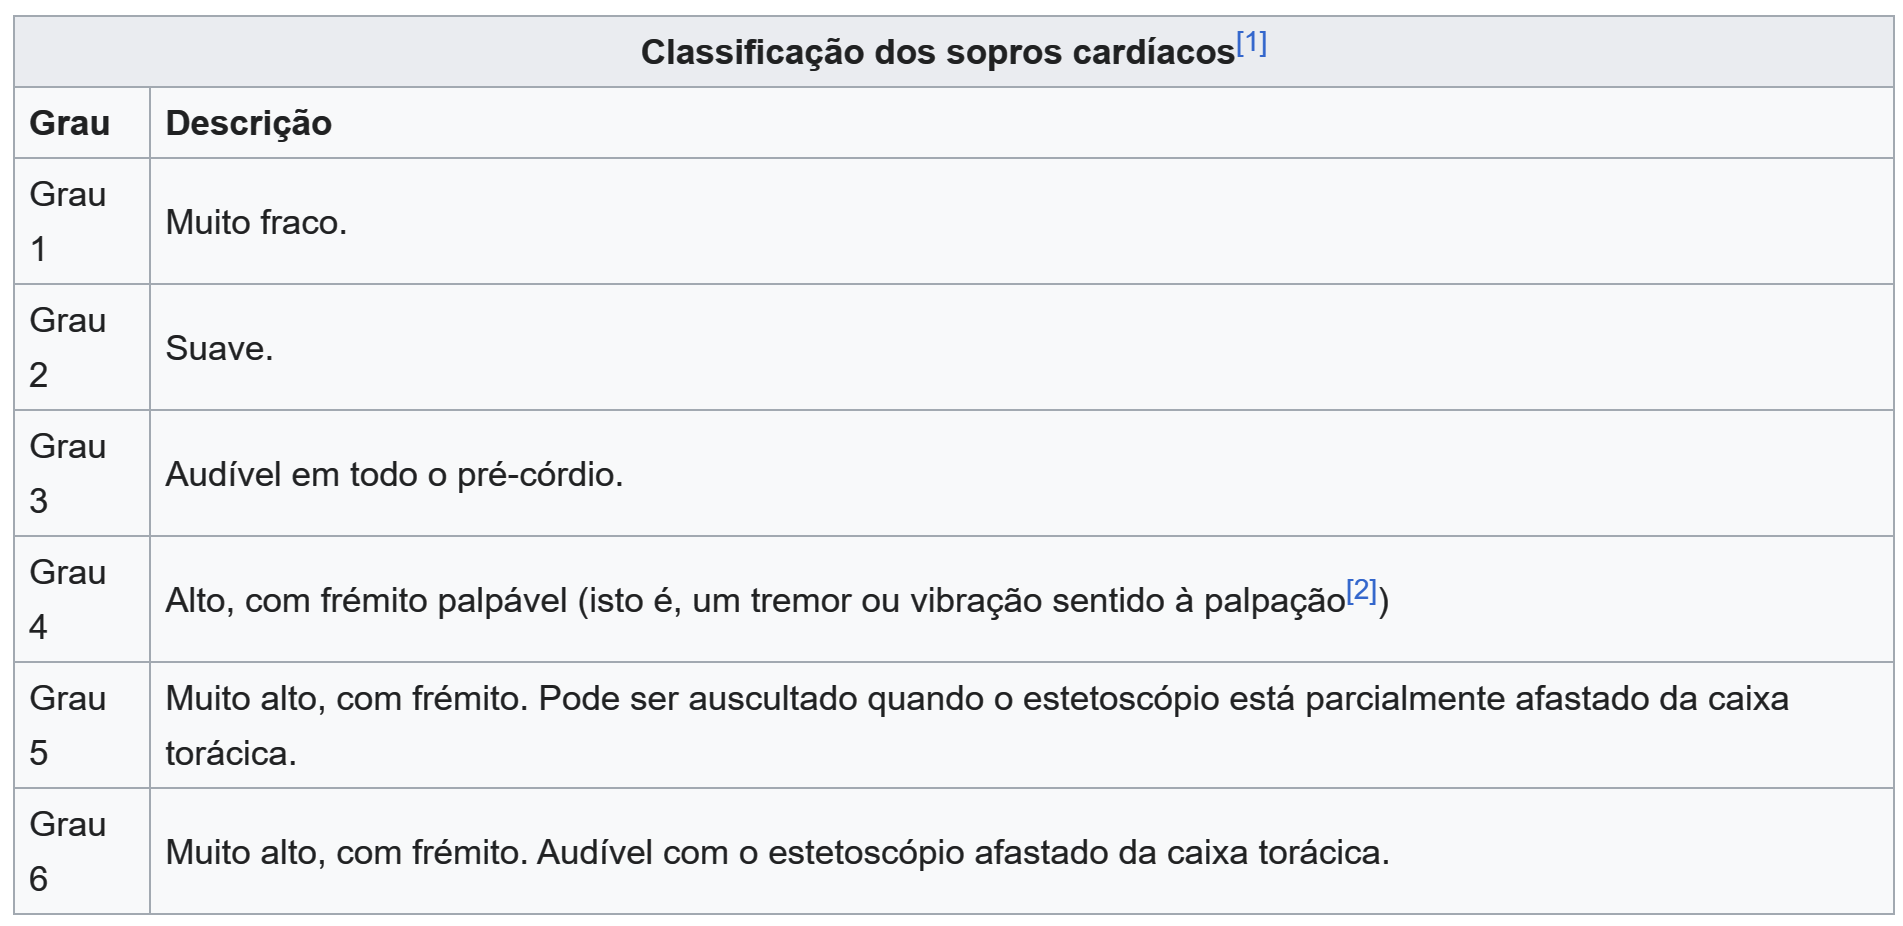 Classificação dos sopros cardíacos[1]
Grau Descrição
Grau 1 Muito fraco.
Grau 2 Suave.
Grau 3 Audível em todo o pré-córdio.
Grau 4 Alto, com frémito palpável (isto é, um tremor ou vibração sentido à palpação[2])
Grau 5 Muito alto, com frémito. Pode ser auscultado quando o estetoscópio está parcialmente afastado da caixa
torácica.
Grau 6 Muito alto, com frémito. Audível com o estetoscópio afastado da caixa torácica.